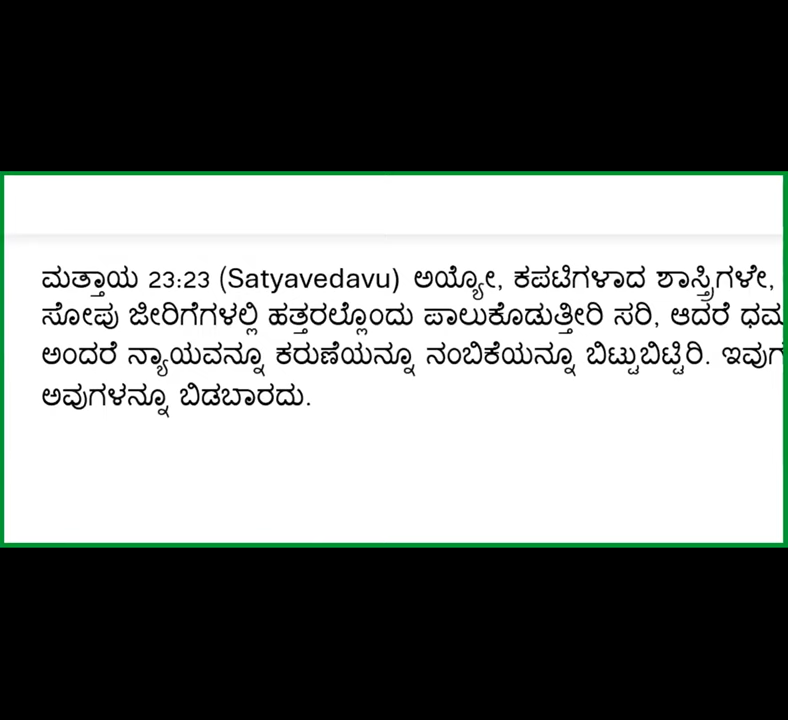 ಮತ್ತಾಯ 23:23 (Satyavedavu) ಅಯ್ಯೋ, ಕಪಟಿಗಳಾದ ಶಾಸ್ತ್ರಿಗಳೇ,
ಸೋಪು ಜೀರಿಗೆಗಳಲ್ಲಿ ಹತ್ತರಲ್ಲೊಂದು ಪಾಲುಕೊಡುತ್ತೀರಿ ಸರಿ, ಆದರೆ
ಅಂದರೆ ನ್ಯಾಯವನ್ನೂ ಕರುಣೆಯನ್ನೂ ನಂಬಿಕೆಯನ್ನೂ ಬಿಟ್ಟುಬಿಟ್ಟಿರಿ.
ಅವುಗಳನ್ನೂ ಬಿಡಬಾರದು.